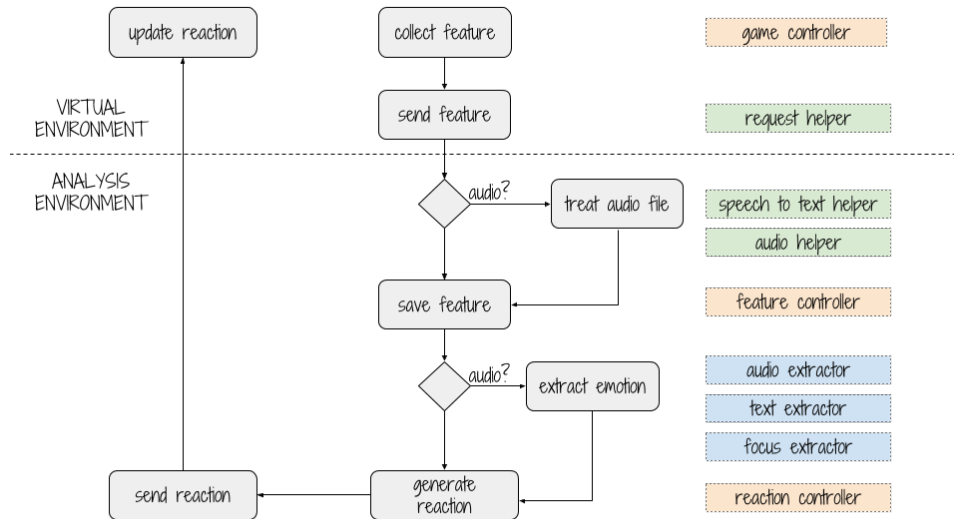 update reaction
collect feature
game controller
VIRTUAL
ENVIRONMENT
send feature
request helper
ANALYSIS
ENVIRONMENT
audio?
treat audio file
speech to text helper
audio helper
save feature
feature controller
audio?
extract emotion
audio extractor
text extractor
focus extractor
send reaction
generate
reaction
reaction controller